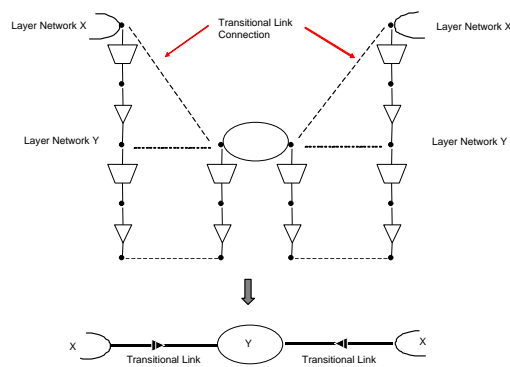 Layer Network X
Transitional Link
Connection
Layer Network X
Layer Network Y
Layer Network Y
X
Y
X
Transitional Link
Transitional Link